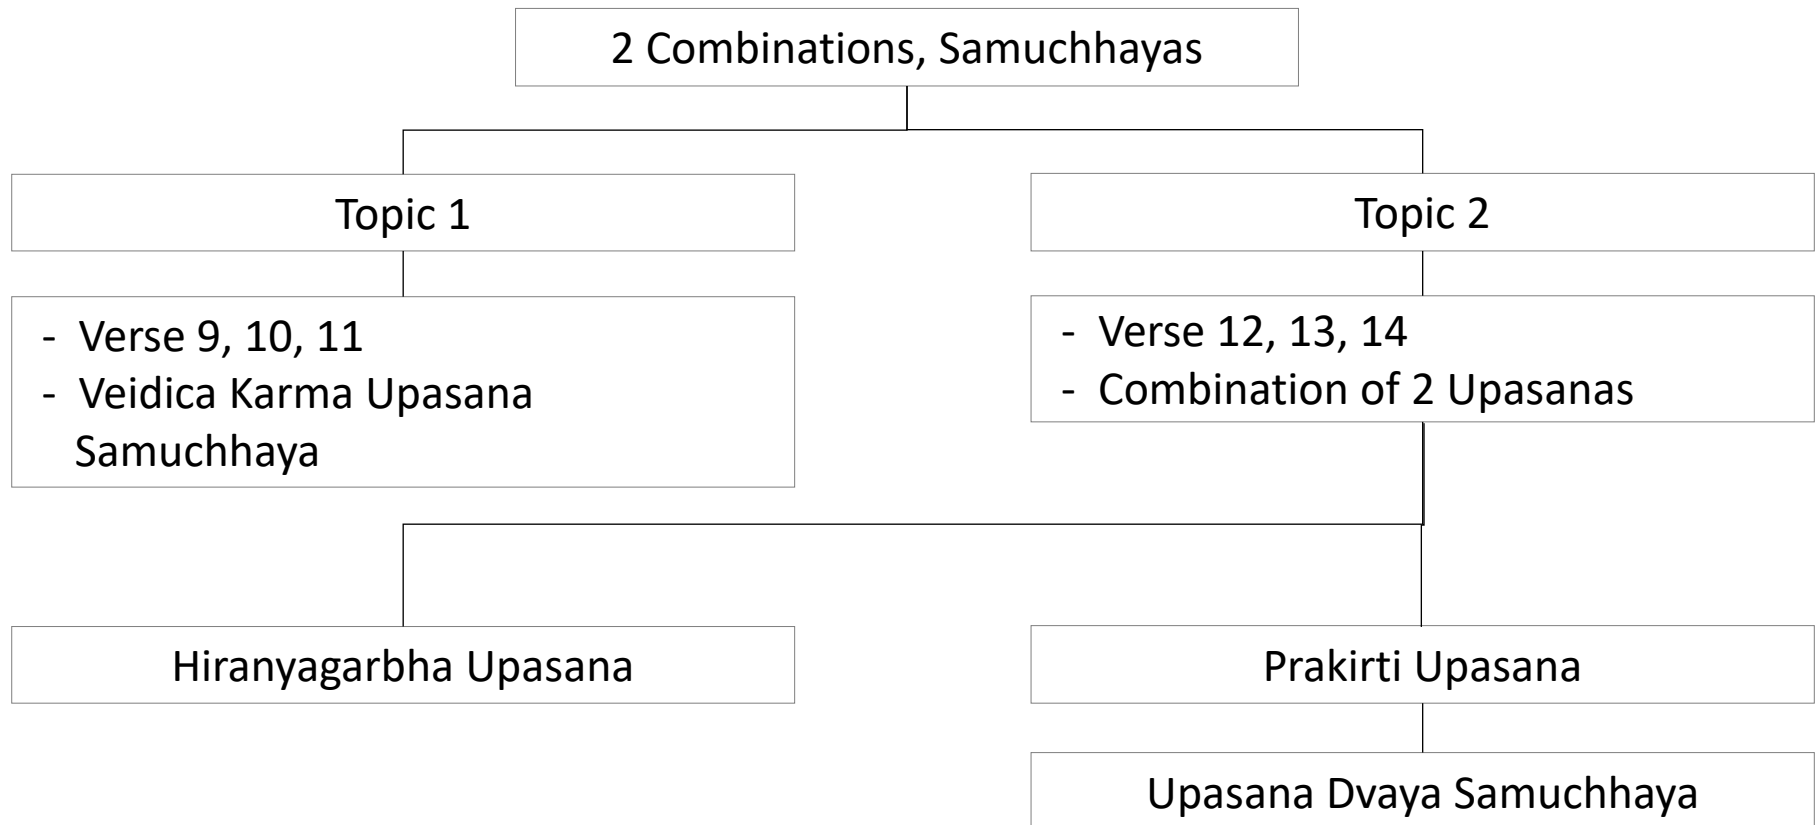 2 Combinations, Samuchhayas
Topic 1
Topic 2
- Verse 9, 10, 11
- Veidica Karma Upasana
Samuchhaya
- Verse 12, 13, 14
- Combination of 2 Upasanas
Hiranyagarbha Upasana
Prakirti Upasana
Upasana Dvaya Samuchhaya